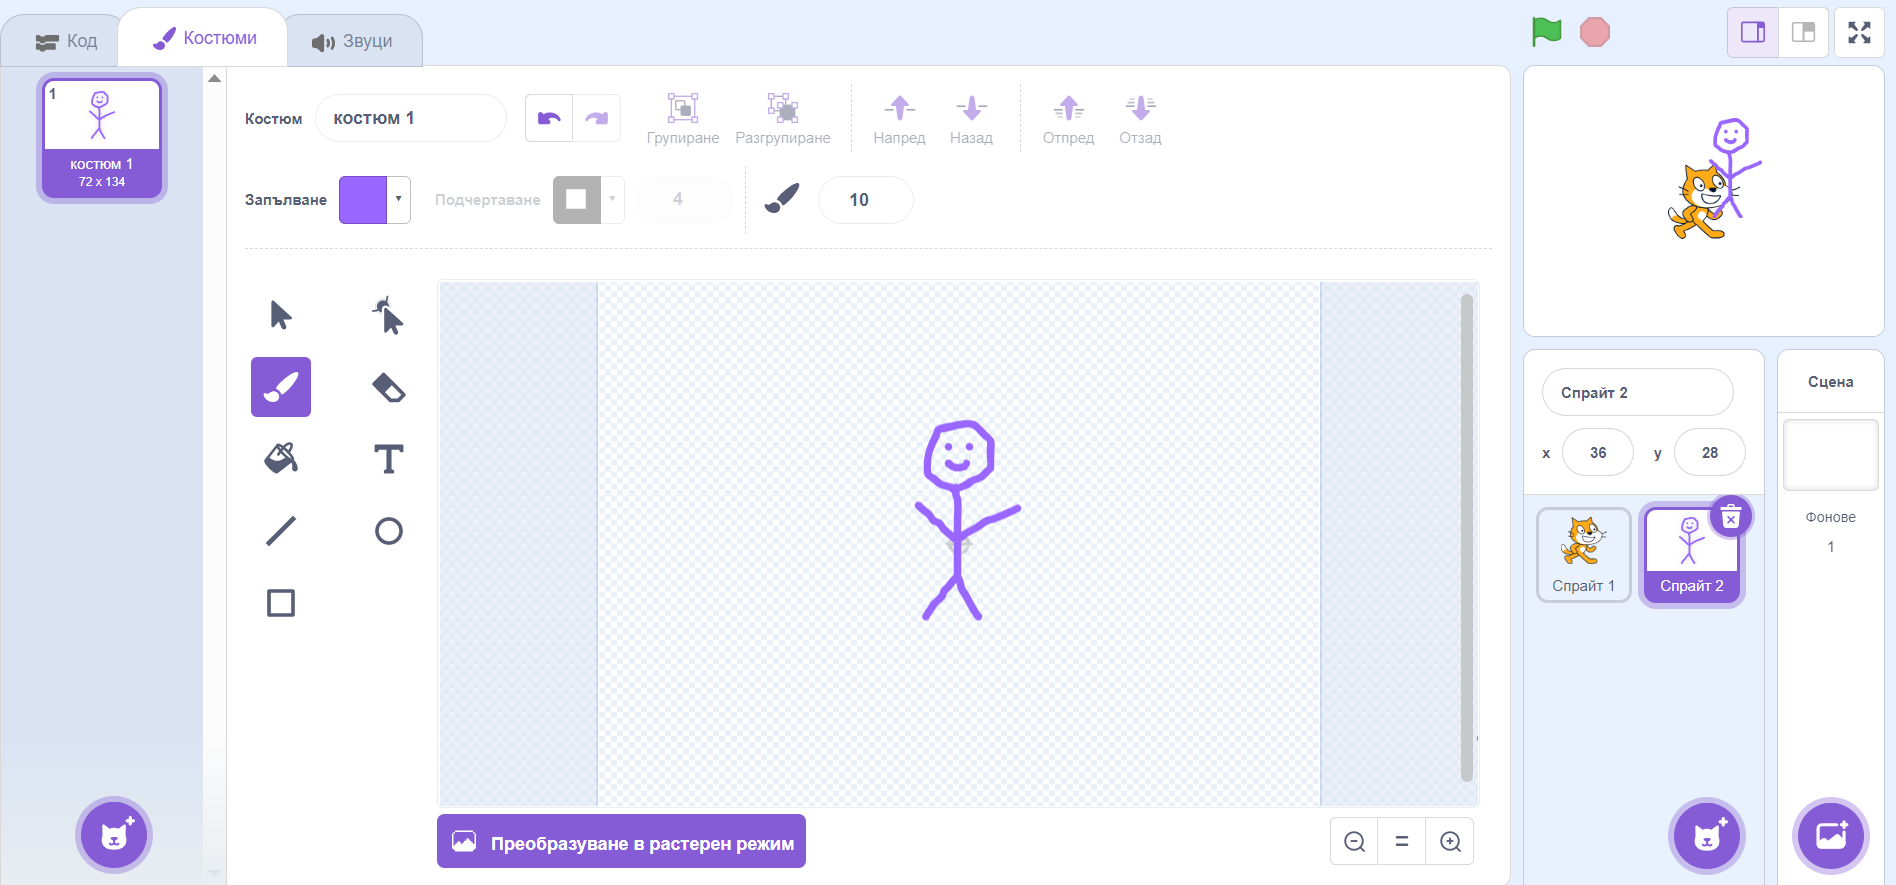 Код
Костюми
Звуци
1
костюм 1
72 x 134
Костюм
костюм 1
Групиране
Разгрупиране
Напред
Назад
Отпред
Отзад
Запълване
Подчертаване
4
10
Преобразуване в растерен режим
Спрайт 2
x
36
y
28
Спрайт 1
Спрайт 2
Сцена
Фонове
1